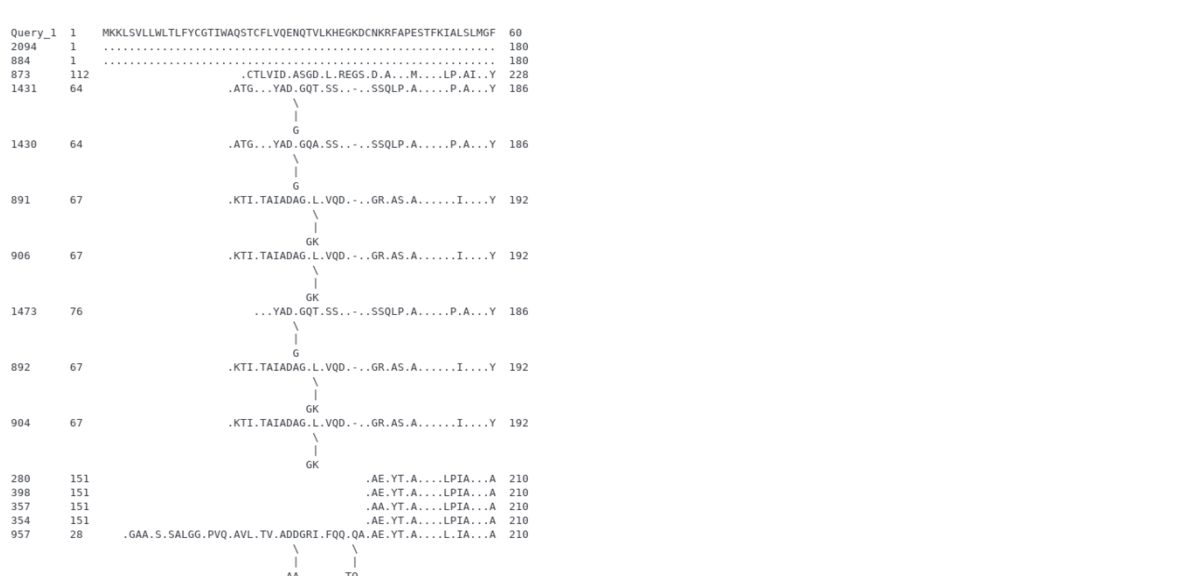 Query_1 1 MKKLSVLLWLTLFYCGTIWAQSTCFLVQENQTVLKHEGKDCNKRFAPESTFKIALSLMGF 60
2094 1 ............................................................ 180
884 1 ............................................................ 180
873 112 .CTLVID.ASGD.L.REGS.D.A...M....LP.AI..Y 228
1431 64 .ATG...YAD.GQT.SS..-..SSQLP.A.....P.A...Y 186
\
|
G
1430 64 .ATG...YAD.GQA.SS..-..SSQLP.A.....P.A...Y 186
\
|
G
891 67 .KTI.TAIADAG.L.VQD.-..GR.AS.A......I....Y 192
\
|
GK
906 67 .KTI.TAIADAG.L.VQD.-..GR.AS.A......I....Y 192
\
|
GK
1473 76 ...YAD.GQT.SS..-..SSQLP.A.....P.A...Y 186
\
|
G
892 67 .KTI.TAIADAG.L.VQD.-..GR.AS.A......I....Y 192
\
|
GK
904 67 .KTI.TAIADAG.L.VQD.-..GR.AS.A......I....Y 192
\
|
GK
280 151 .AE.YT.A....LPIA...A 210
398 151 .AE.YT.A....LPIA...A 210
357 151 .AA.YT.A....LPIA...A 210
354 151 .AE.YT.A....LPIA...A 210
957 28 .GAA.S.SALGG.PVQ.AVL.TV.ADDGRI.FQQ.QA.AE.YT.A....L.IA...A 210
\ \
| |